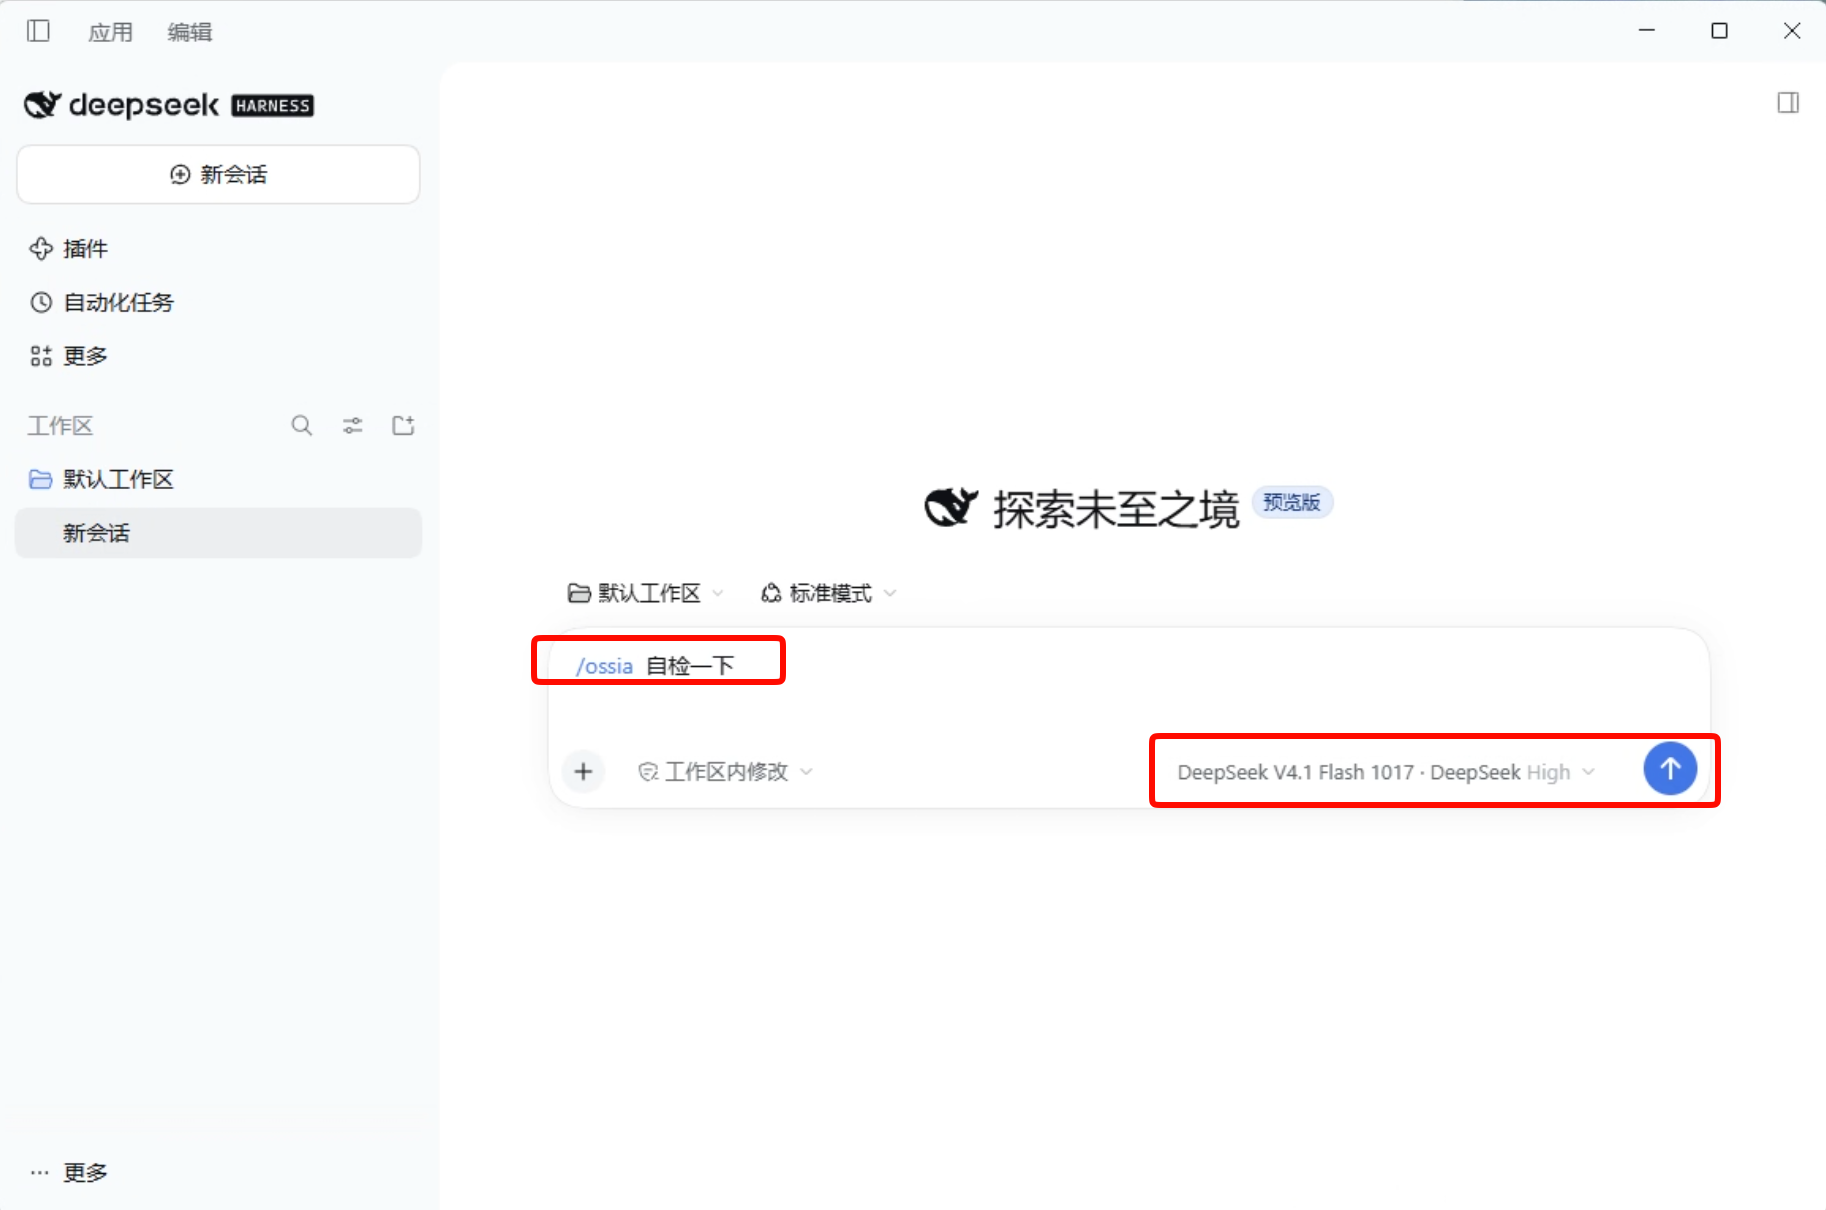 应用 编辑
deepseek HARNESS
新会话
插件
自动化任务
更多
工作区
默认工作区
新会话
探索未至之境 预览版
默认工作区 标准模式
/ossia 自检一下
工作区内修改 DeepSeek V4.1 Flash 1017 · DeepSeek High
更多